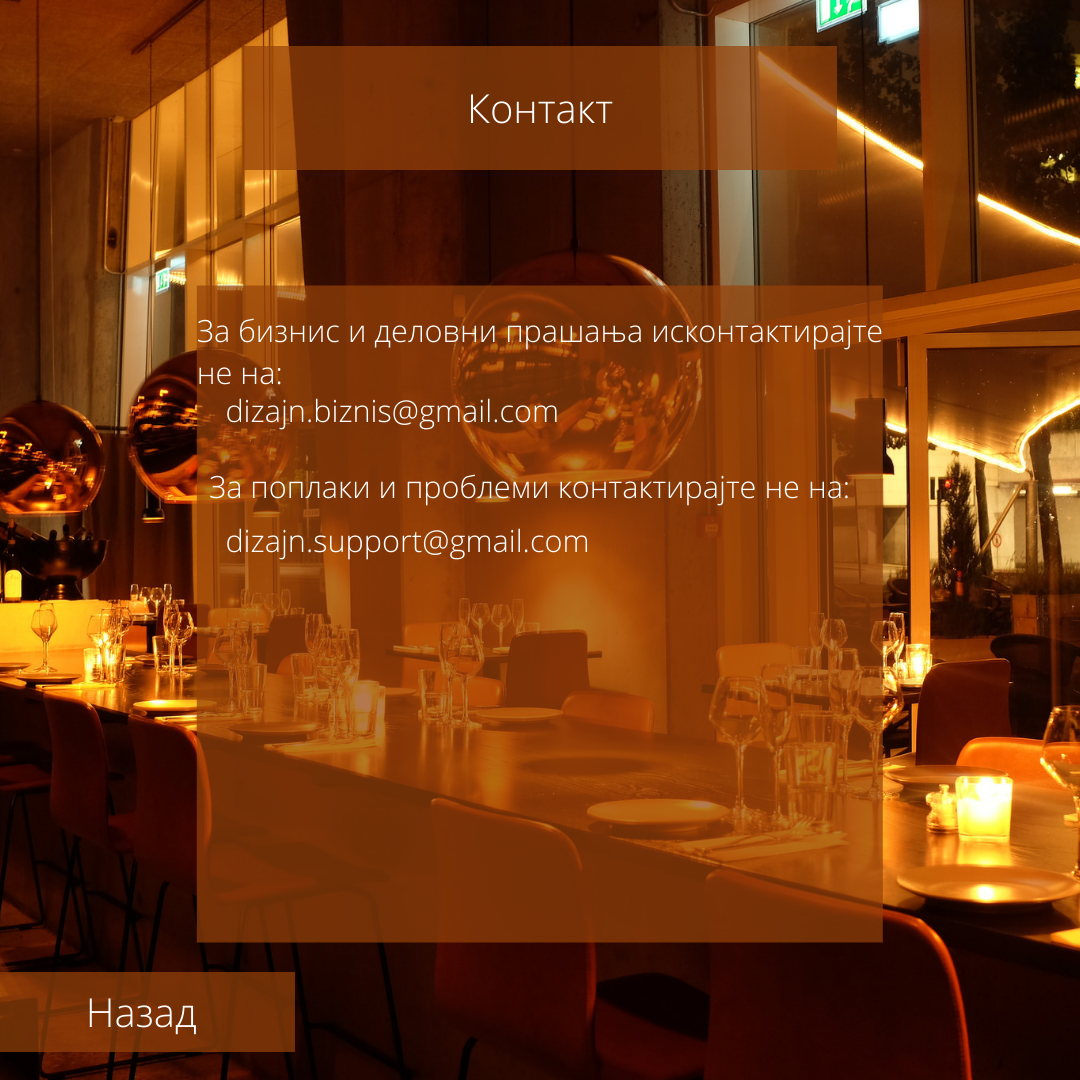 Контакт
За бизнис и деловни прашања исконтактирајте
не на:
dizajn.biznis@gmail.com
За поплаки и проблеми контактирајте не на:
dizajn.support@gmail.com
Назад